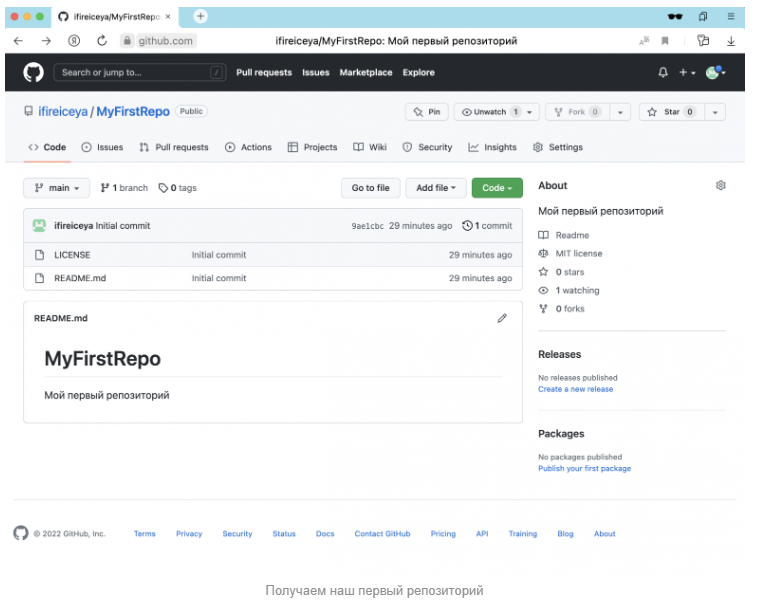 ifireiceya/MyFirstRepo: ×
+
github.com
ifireiceya/MyFirstRepo: Мой первый репозиторий
Search or jump to... /
Pull requests Issues Marketplace Explore
ifireiceya / MyFirstRepo Public
Pin
Unwatch 1
Fork 0
Star 0
Code Issues Pull requests Actions Projects Wiki Security Insights Settings
main 1 branch 0 tags
Go to file Add file Code
ifireiceya Initial commit 9ae1cbc 29 minutes ago 1 commit
LICENSE Initial commit 29 minutes ago
README.md Initial commit 29 minutes ago
README.md
MyFirstRepo
Мой первый репозиторий
About
Мой первый репозиторий
Readme
MIT license
0 stars
1 watching
0 forks
Releases
No releases published
Create a new release
Packages
No packages published
Publish your first package
© 2022 GitHub, Inc. Terms Privacy Security Status Docs Contact GitHub Pricing API Training Blog About
Получаем наш первый репозиторий